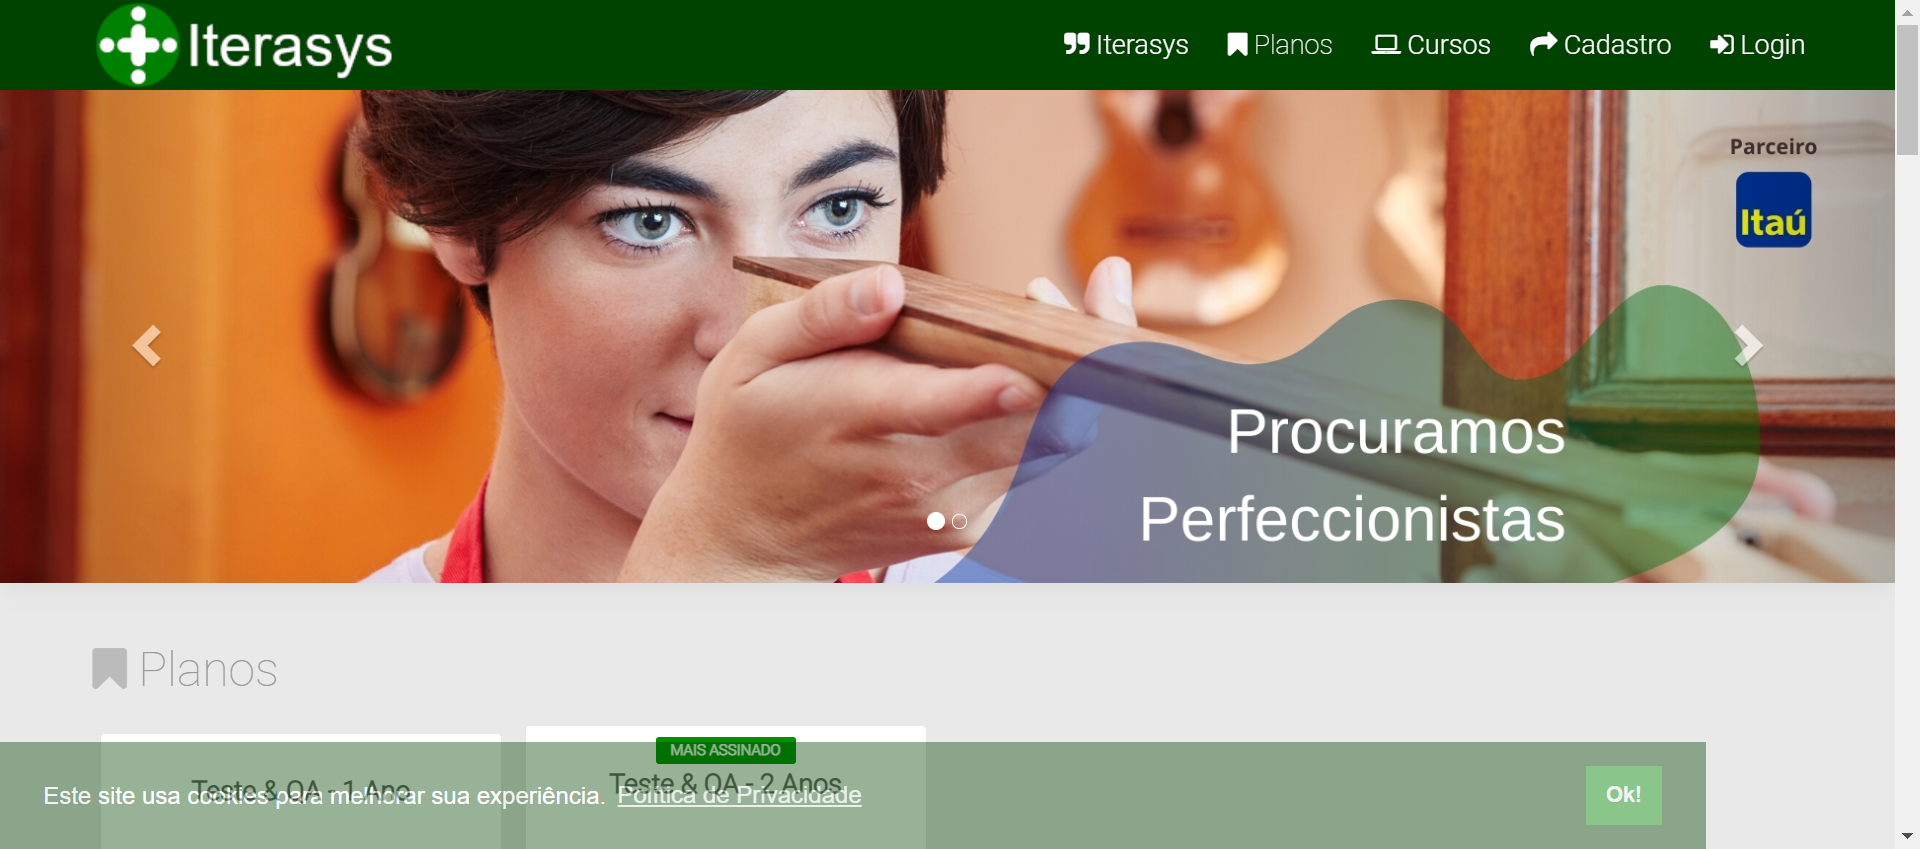 Iterasys
Iterasys Planos Cursos Cadastro Login
Parceiro
Itaú
Procuramos
Perfeccionistas
Planos
MAIS ASSINADO
Teste & QA - 1 Ano
Teste & QA - 2 Anos
Este site usa cookies para melhorar sua experiência. Política de Privacidade
Ok!